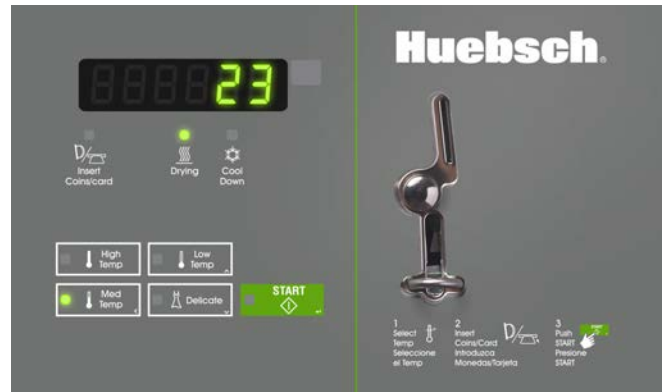 23
Huebsch®
Insert
Coins/card
Drying
Cool
Down
High
Temp
Low
Temp
Med
Temp
Delicate
START
1
Select
Temp
Seleccione
el Temp
2
Insert
Coins/Card
Introduzca
Monedas/Tarjeta
3
Push
START
Presione
START